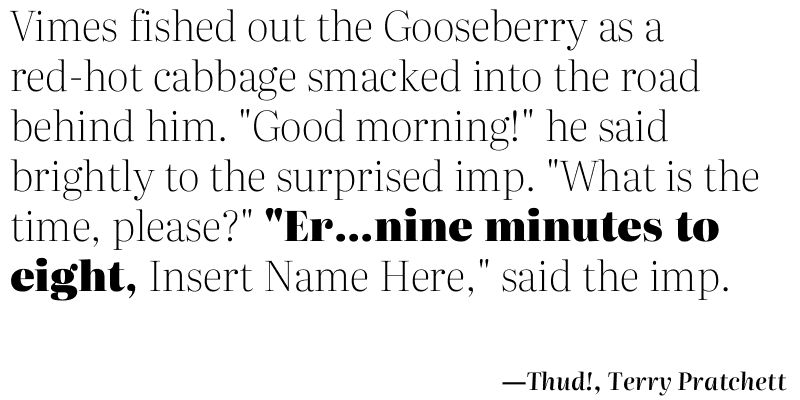 Vimes fished out the Gooseberry as a
red-hot cabbage smacked into the road
behind him. "Good morning!" he said
brightly to the surprised imp. "What is the
time, please?" "Er...nine minutes to
eight, Insert Name Here," said the imp.
—Thud!, Terry Pratchett